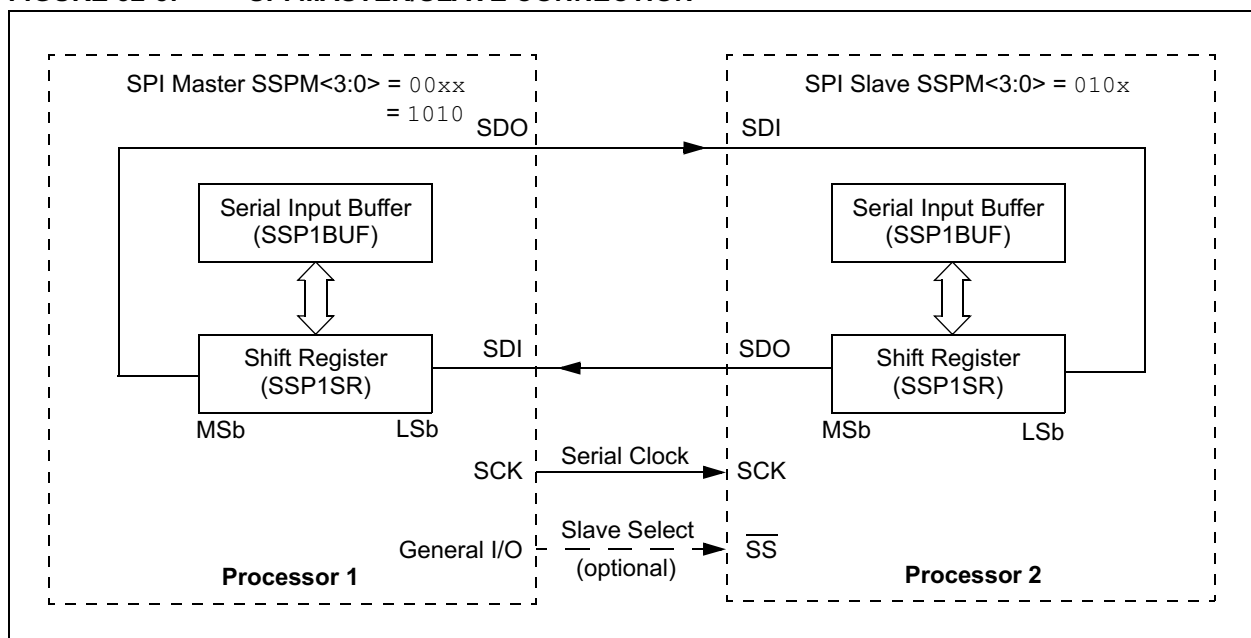 SPI Master SSPM<3:0> = 00xx
= 1010
SPI Slave SSPM<3:0> = 010x
SDO
SDI
Serial Input Buffer
(SSP1BUF)
Serial Input Buffer
(SSP1BUF)
Shift Register
(SSP1SR)
SDI
SDO
Shift Register
(SSP1SR)
MSb
LSb
MSb
LSb
SCK
Serial Clock
SCK
General I/O
Slave Select
(optional)
SS
Processor 1
Processor 2